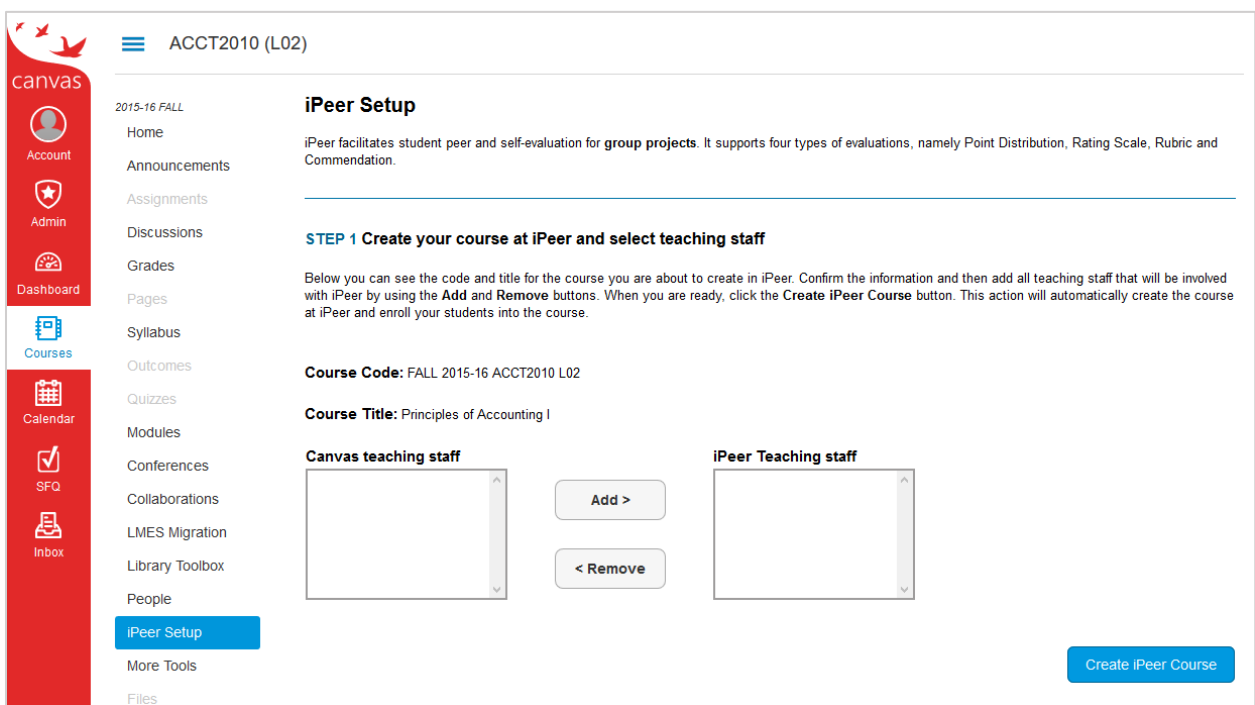 canvas
Account
Admin
Dashboard
Courses
Calendar
SFQ
Inbox
ACCT2010 (L02)
2015-16 FALL
Home
Announcements
Assignments
Discussions
Grades
Pages
Syllabus
Outcomes
Quizzes
Modules
Conferences
Collaborations
LMES Migration
Library Toolbox
People
iPeer Setup
More Tools
Files
iPeer Setup
iPeer facilitates student peer and self-evaluation for group projects. It supports four types of evaluations, namely Point Distribution, Rating Scale, Rubric and
Commendation.
STEP 1 Create your course at iPeer and select teaching staff
Below you can see the code and title for the course you are about to create in iPeer. Confirm the information and then add all teaching staff that will be involved
with iPeer by using the Add and Remove buttons. When you are ready, click the Create iPeer Course button. This action will automatically create the course
at iPeer and enroll your students into the course.
Course Code: FALL 2015-16 ACCT2010 L02
Course Title: Principles of Accounting I
Canvas teaching staff
Add >
< Remove
iPeer Teaching staff
Create iPeer Course